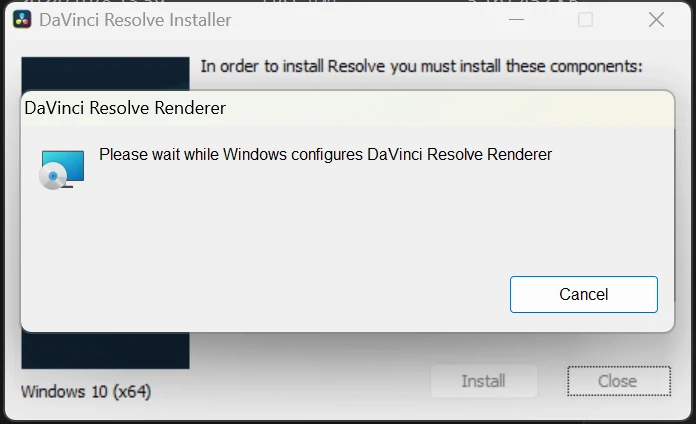 DaVinci Resolve Installer
In order to install Resolve you must install these components:
DaVinci Resolve Renderer
Please wait while Windows configures DaVinci Resolve Renderer
Cancel
Windows 10 (x64)
Install
Close